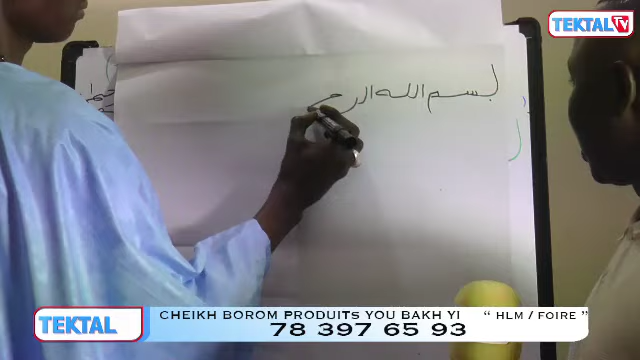 TEKTAL TV
بسم الله الرح
TEKTAL
CHEIKH BOROM PRODUITS YOU BAKH YI “ HLM / FOIRE ”
78 397 65 93